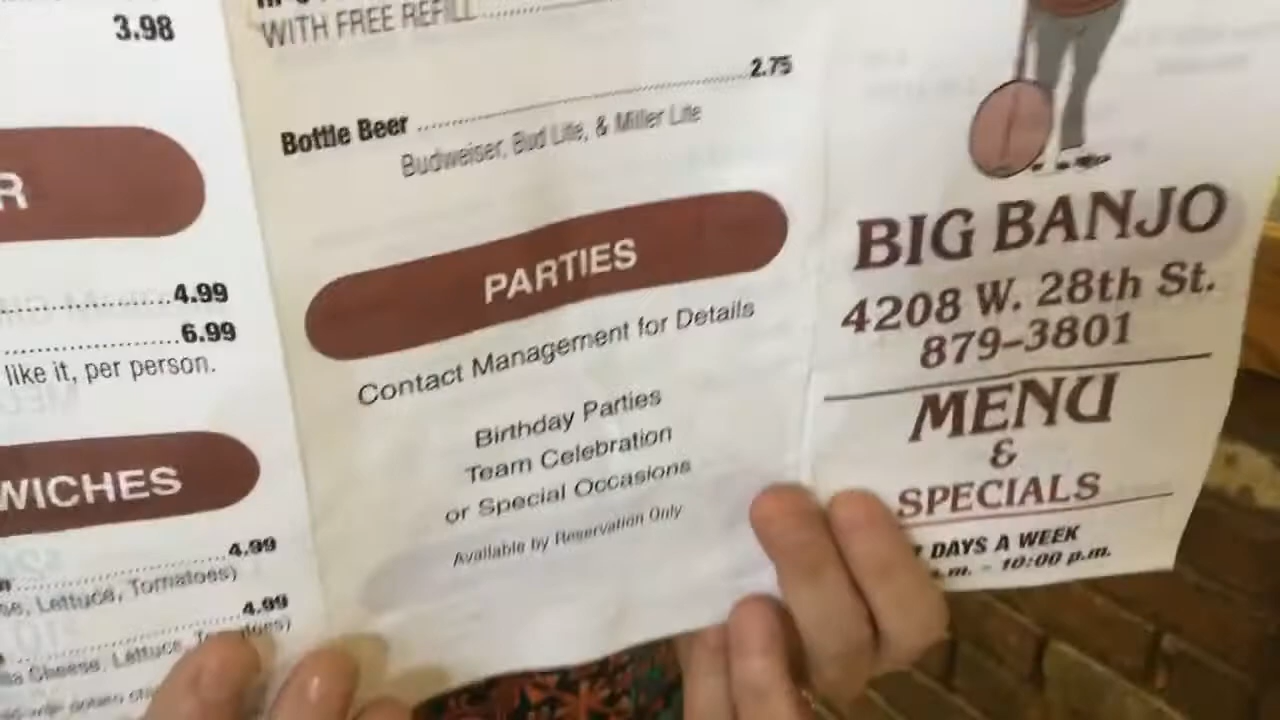 3.98
R
4.99
6.99
like it, per person.
WICHES
4.99
se, Lettuce, Tomatoes)
4.99
Cheese, Lettuce, Tomatoes)
WITH FREE REFILL
Bottle Beer 2.75
Budweiser, Bud Lite, & Miller Lite
PARTIES
Contact Management for Details
Birthday Parties
Team Celebration
or Special Occasions
Available by Reservation Only
BIG BANJO
4208 W. 28th St.
879-3801
MENU
&
SPECIALS
DAYS A WEEK
.m. - 10:00 p.m.